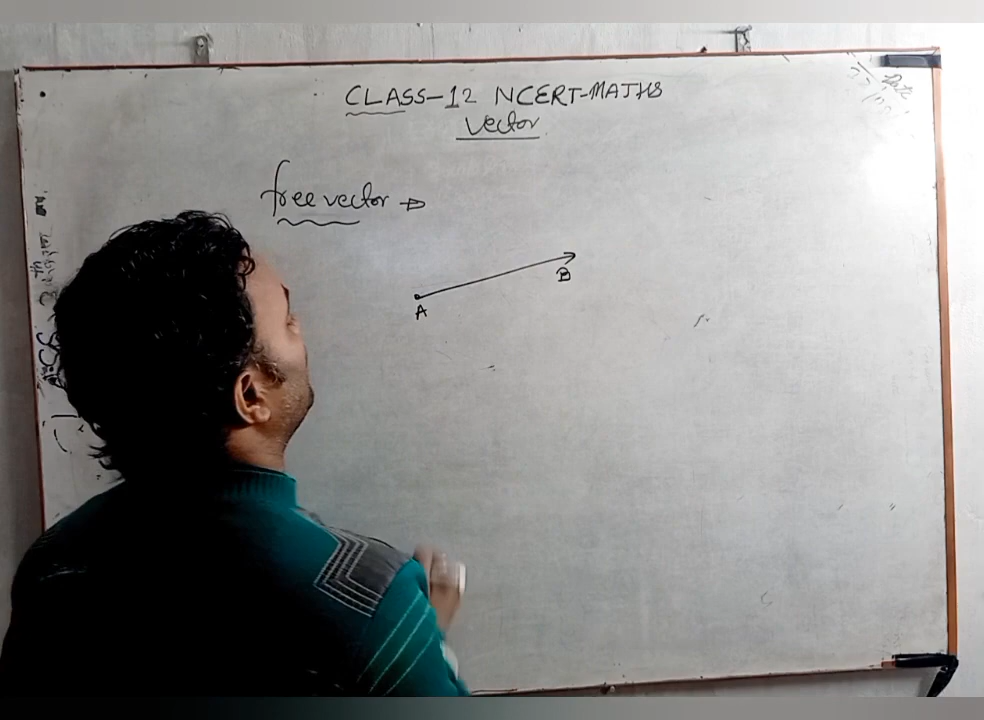 CLASS-12 NCERT-MATHS
Vector
free vector ⇒
B
A